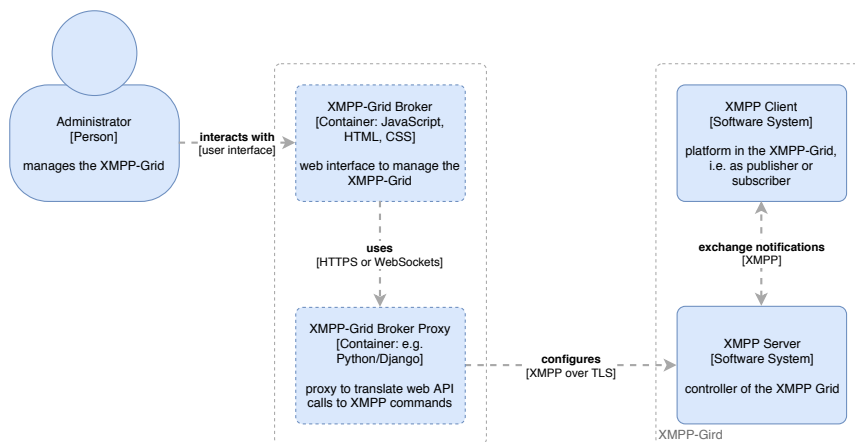 Administrator
[Person]
manages the XMPP-Grid
interacts with
[user interface]
XMPP-Grid Broker
[Container: JavaScript,
HTML, CSS]
web interface to manage the
XMPP-Grid
uses
[HTTPS or WebSockets]
XMPP-Grid Broker Proxy
[Container: e.g.
Python/Django]
proxy to translate web API
calls to XMPP commands
configures
[XMPP over TLS]
XMPP Client
[Software System]
platform in the XMPP-Grid,
i.e. as publisher or
subscriber
exchange notifications
[XMPP]
XMPP Server
[Software System]
controller of the XMPP Grid
XMPP-Gird